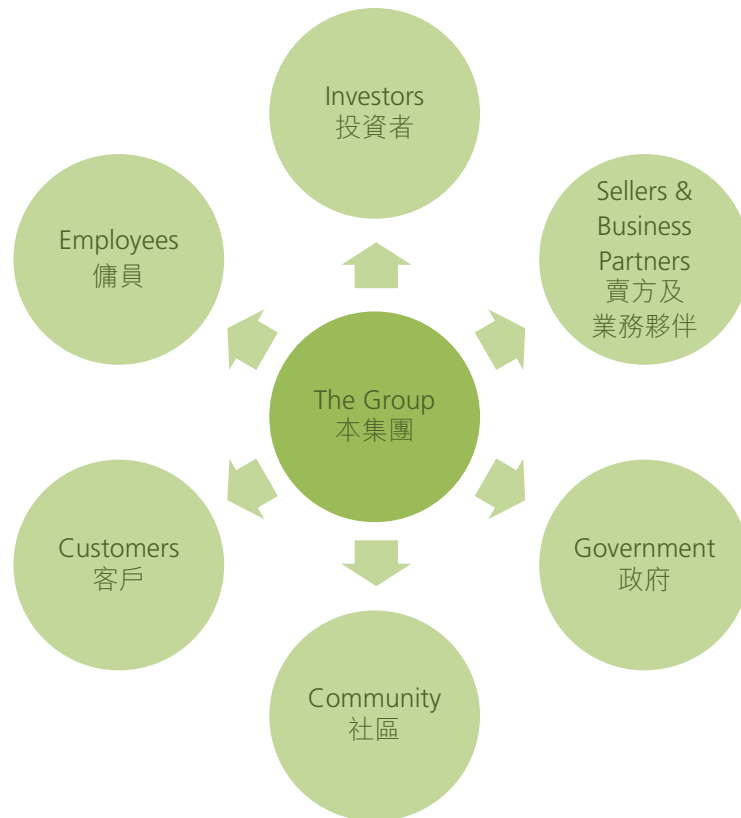 Investors
投資者
Sellers &
Business
Partners
賣方及
業務夥伴
Employees
傭員
The Group
本集團
Customers
客戶
Government
政府
Community
社區